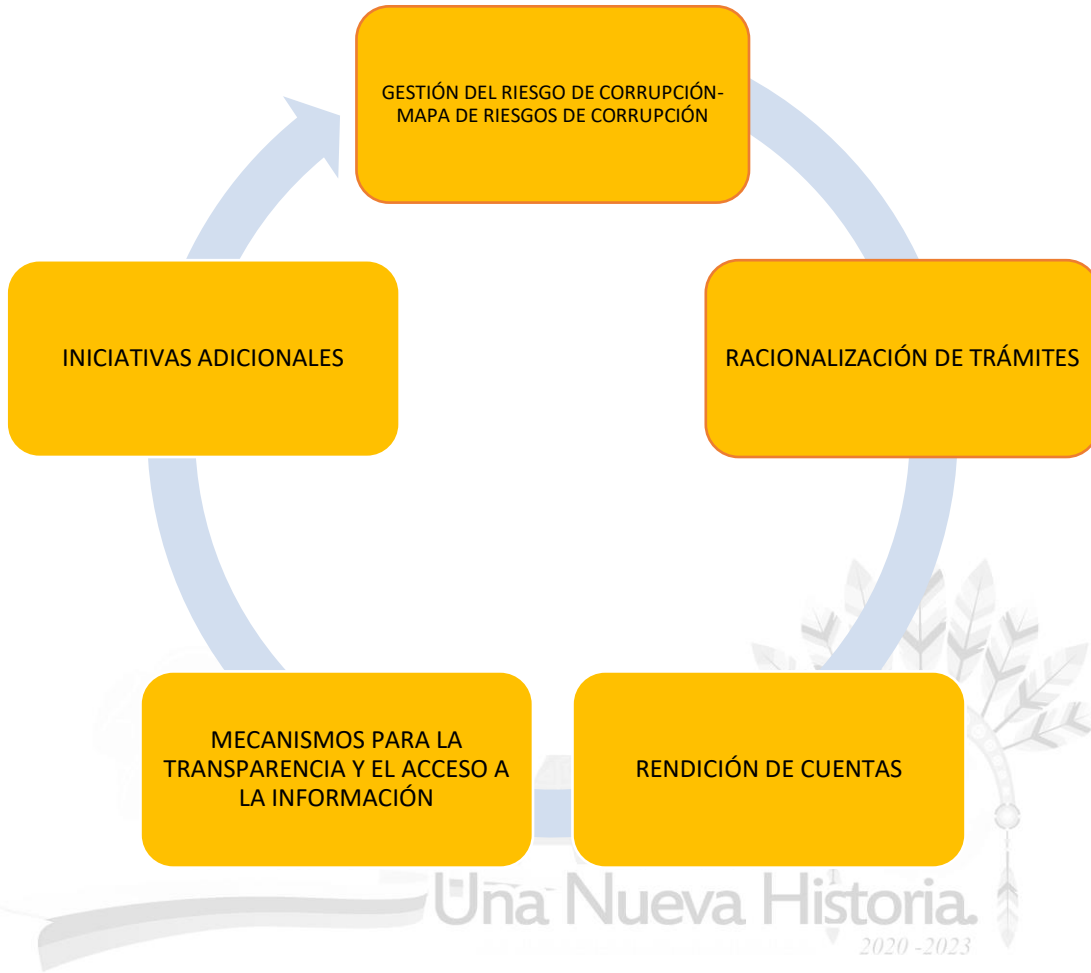 GESTIÓN DEL RIESGO DE CORRUPCIÓN-
MAPA DE RIESGOS DE CORRUPCIÓN
INICIATIVAS ADICIONALES
RACIONALIZACIÓN DE TRÁMITES
MECANISMOS PARA LA
TRANSPARENCIA Y EL ACCESO A
LA INFORMACIÓN
RENDICIÓN DE CUENTAS
Una Nueva Historia.
2020 -2023